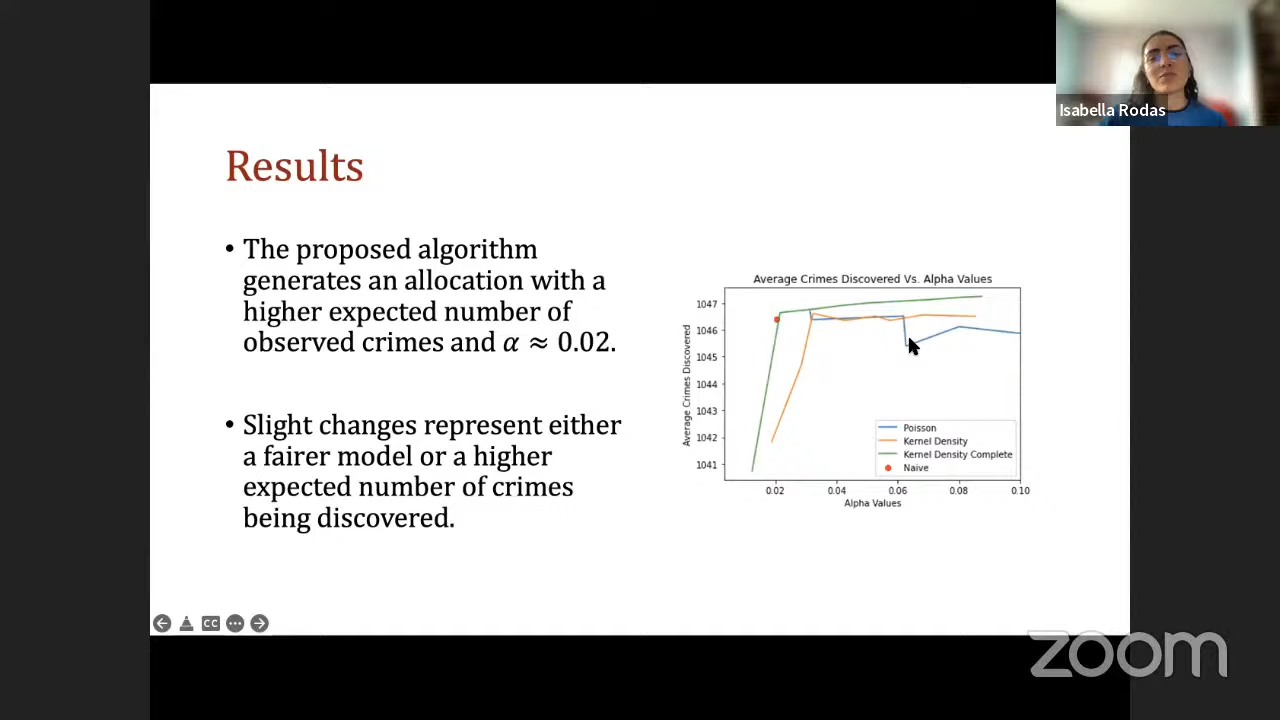 Isabella Rodas
Results
• The proposed algorithm
generates an allocation with a
higher expected number of
observed crimes and α ≈ 0.02.
• Slight changes represent either
a fairer model or a higher
expected number of crimes
being discovered.
Average Crimes Discovered Vs. Alpha Values
Average Crimes Discovered
1047
1046
1045
1044
1043
1042
1041
Poisson
Kernel Density
Kernel Density Complete
Naive
0.02 0.04 0.06 0.08 0.10
Alpha Values
CC
zoom